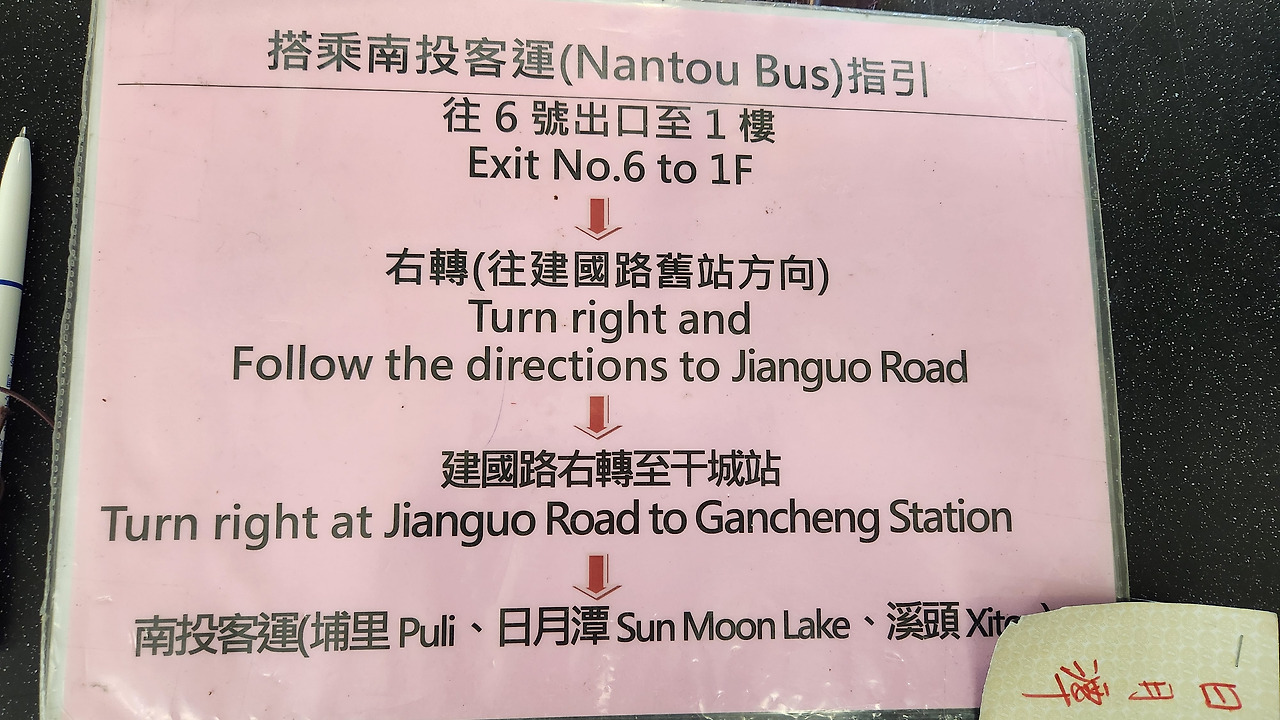 搭乘南投客運(Nantou Bus)指引
往 6 號出口至 1 樓
Exit No.6 to 1F
右轉(往建國路舊站方向)
Turn right and
Follow the directions to Jianguo Road
建國路右轉至干城站
Turn right at Jianguo Road to Gancheng Station
南投客運(埔里 Puli、日月潭 Sun Moon Lake、溪頭
日月潭